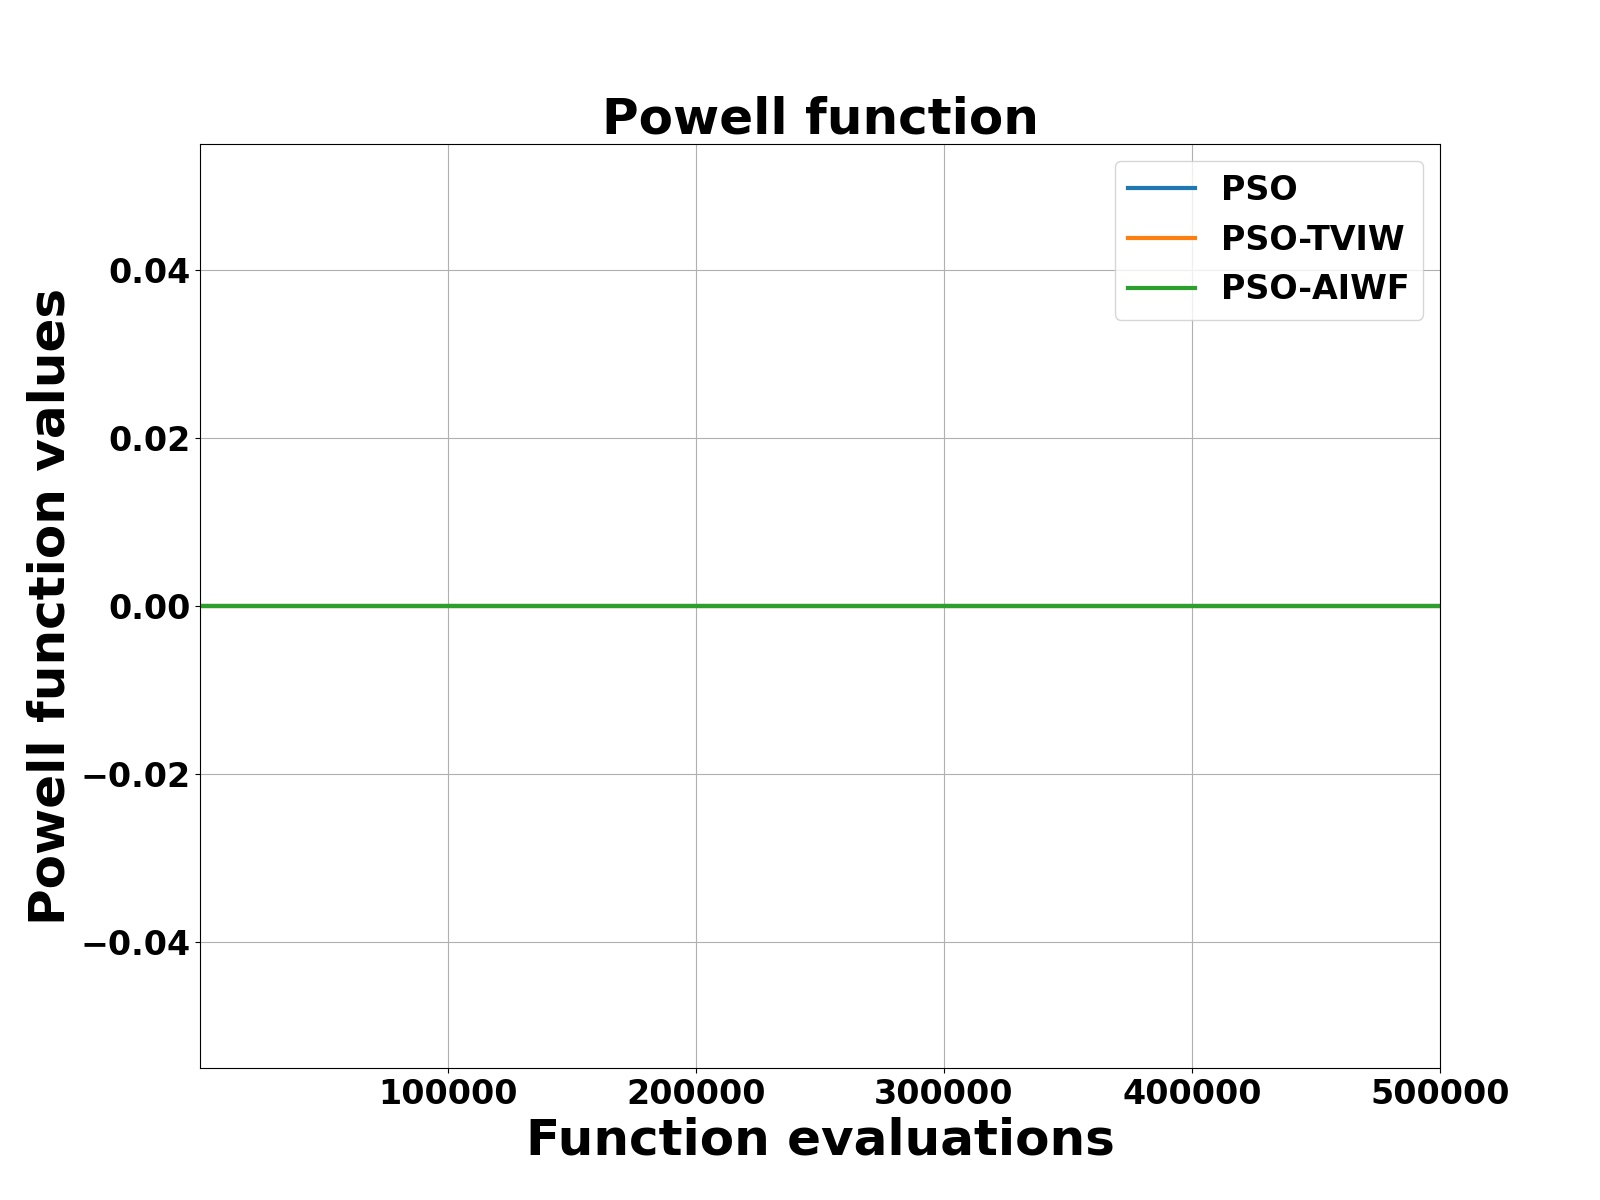 Powell function
PSO
PSO-TVIW
PSO-AIWF
Powell function values
0.04
0.02
0.00
−0.02
−0.04
100000 200000 300000 400000 500000
Function evaluations